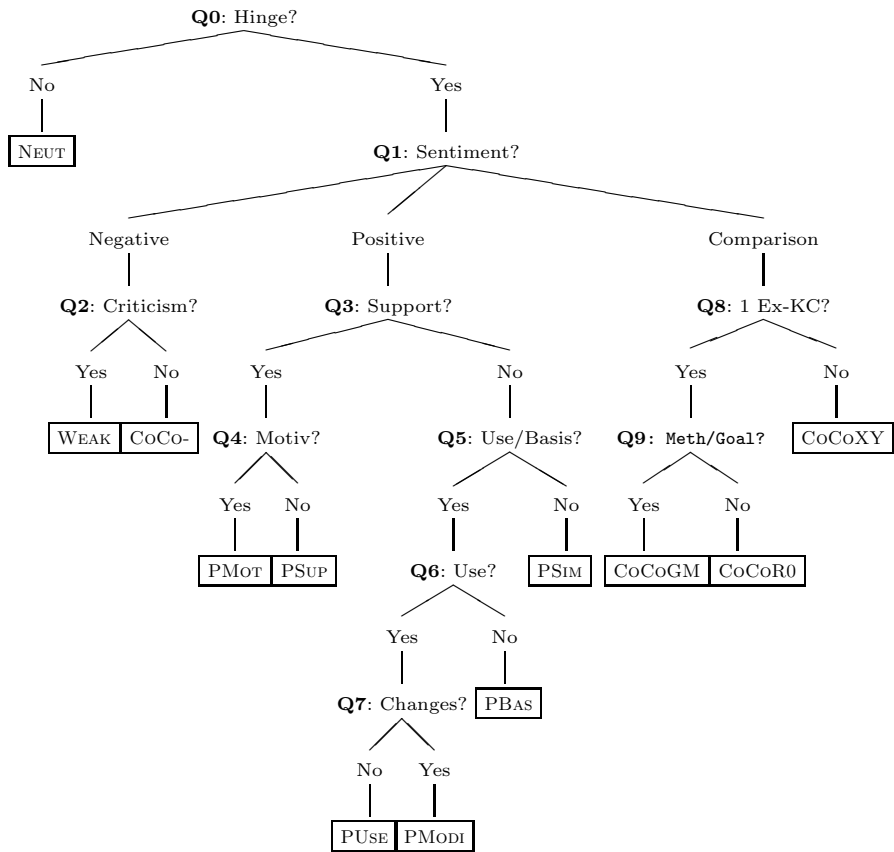 Q0: Hinge?
No Yes
NEUT
Q1: Sentiment?
Negative Positive Comparison
Q2: Criticism? Q3: Support? Q8: 1 Ex-KC?
Yes No Yes No Yes No
WEAK COCO- Q4: Motiv? Q5: Use/Basis? Q9: Meth/Goal? COCOXY
Yes No Yes No Yes No
PMOT PSUP Q6: Use? PSIM COCOGM COCOR0
Yes No
Q7: Changes? PBAS
No Yes
PUSE PMODI